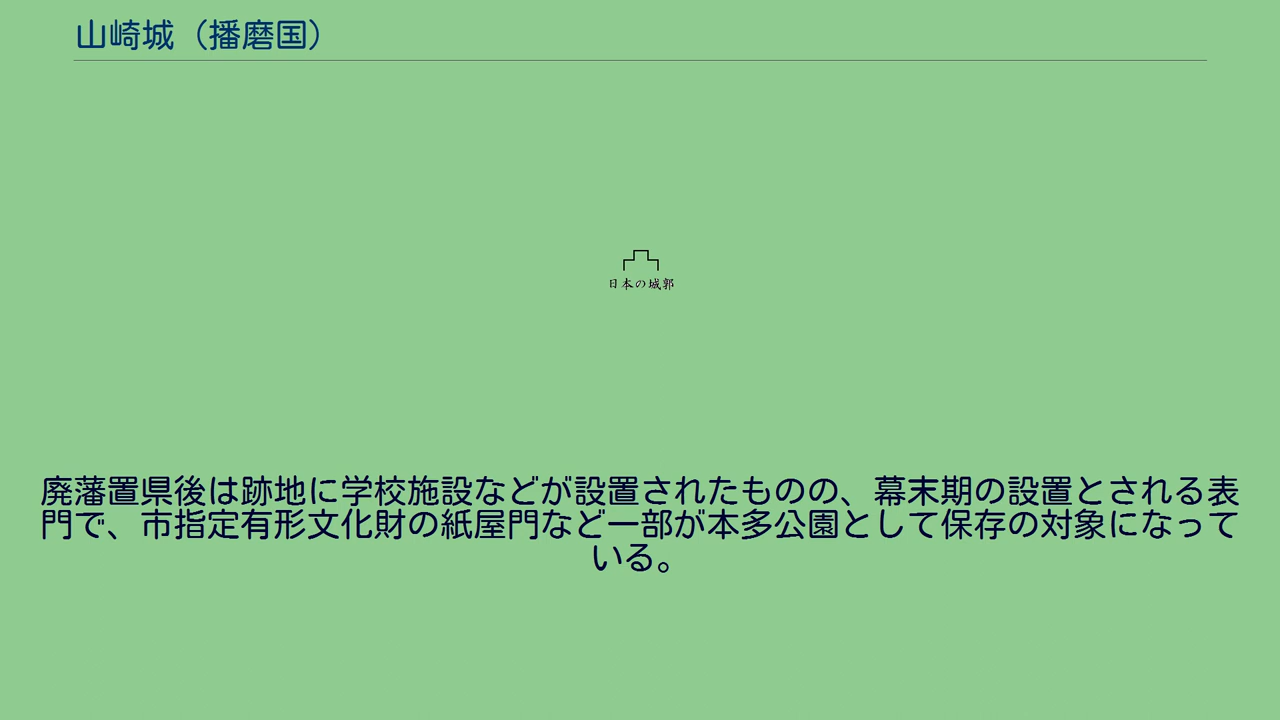 山崎城（播磨国）
日本の城郭
廃藩置県後は跡地に学校施設などが設置されたものの、幕末期の設置とされる表
門で、市指定有形文化財の紙屋門など一部が本多公園として保存の対象になって
いる。